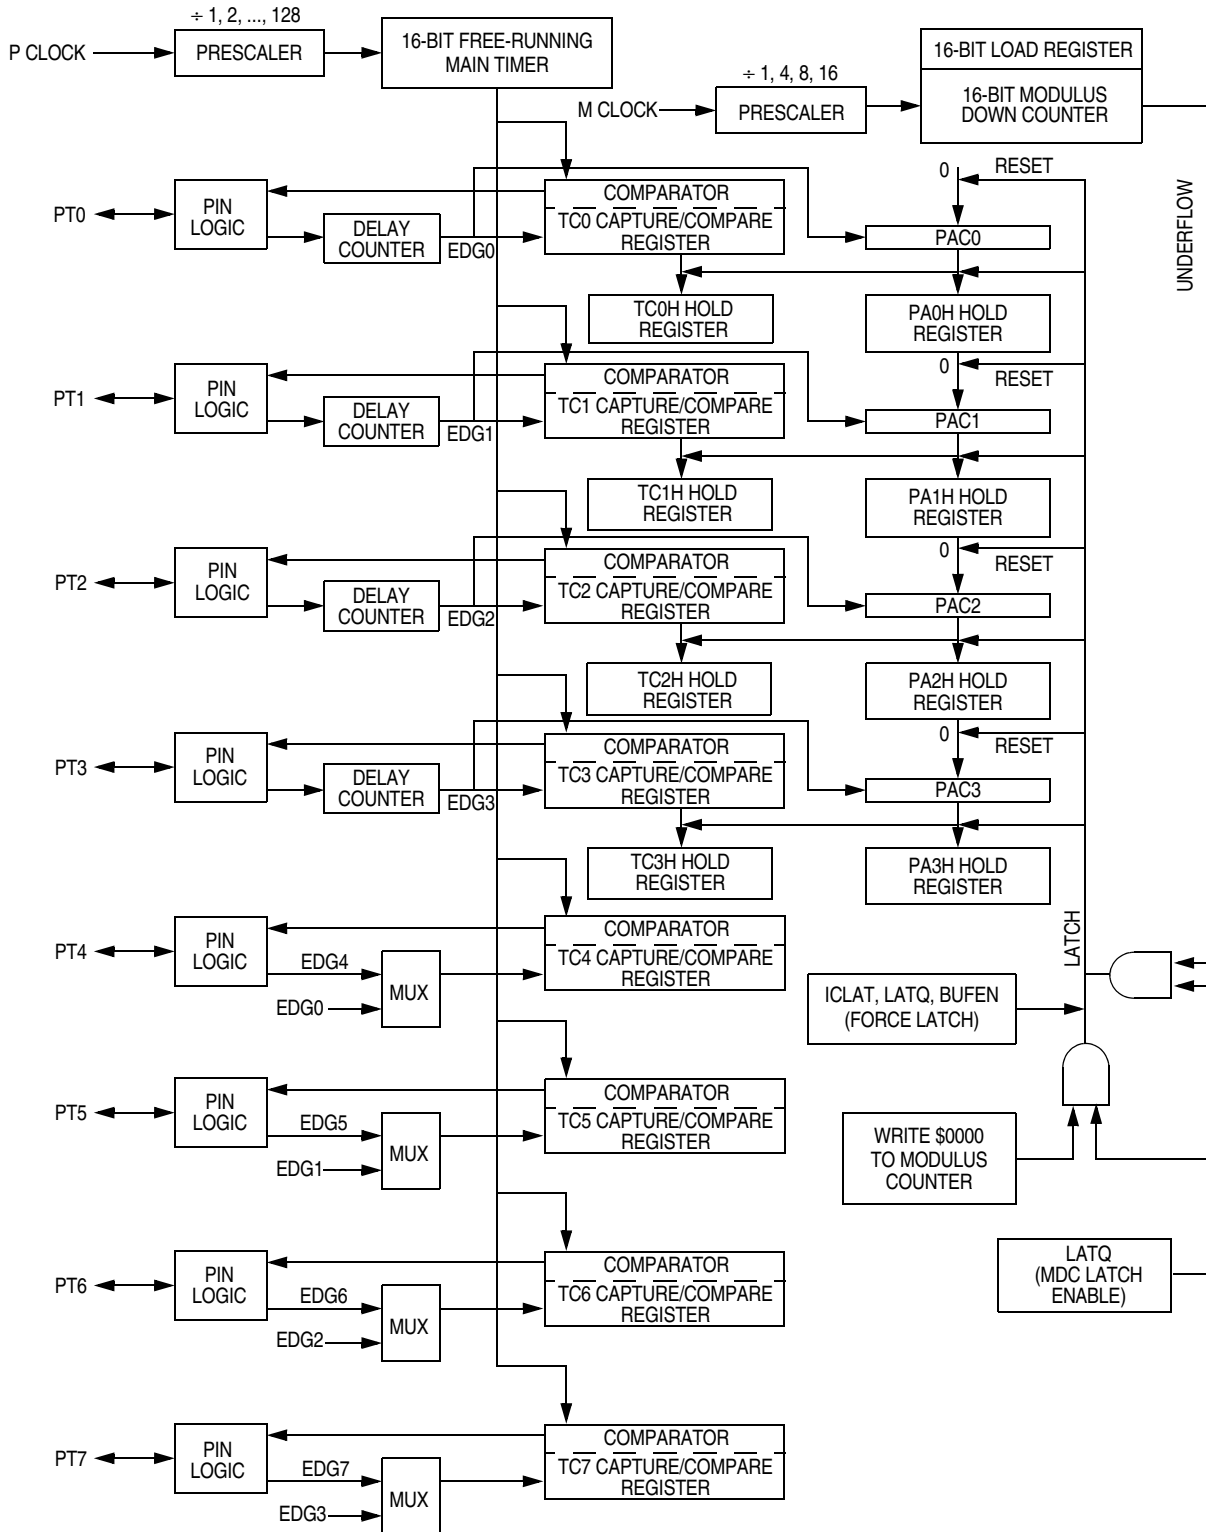 ÷ 1, 2, ..., 128
P CLOCK
PRESCALER
16-BIT FREE-RUNNING
MAIN TIMER
÷ 1, 4, 8, 16
M CLOCK
PRESCALER
16-BIT LOAD REGISTER
16-BIT MODULUS
DOWN COUNTER
UNDERFLOW
PT0
PIN
LOGIC
DELAY
COUNTER
EDG0
COMPARATOR
TC0 CAPTURE/COMPARE
REGISTER
0
RESET
PAC0
TC0H HOLD
REGISTER
PA0H HOLD
REGISTER
PT1
PIN
LOGIC
DELAY
COUNTER
EDG1
COMPARATOR
TC1 CAPTURE/COMPARE
REGISTER
0
RESET
PAC1
TC1H HOLD
REGISTER
PA1H HOLD
REGISTER
PT2
PIN
LOGIC
DELAY
COUNTER
EDG2
COMPARATOR
TC2 CAPTURE/COMPARE
REGISTER
0
RESET
PAC2
TC2H HOLD
REGISTER
PA2H HOLD
REGISTER
PT3
PIN
LOGIC
DELAY
COUNTER
EDG3
COMPARATOR
TC3 CAPTURE/COMPARE
REGISTER
0
RESET
PAC3
TC3H HOLD
REGISTER
PA3H HOLD
REGISTER
LATCH
PT4
PIN
LOGIC
EDG4
EDG0
MUX
COMPARATOR
TC4 CAPTURE/COMPARE
REGISTER
ICLAT, LATQ, BUFEN
(FORCE LATCH)
PT5
PIN
LOGIC
EDG5
EDG1
MUX
COMPARATOR
TC5 CAPTURE/COMPARE
REGISTER
WRITE $0000
TO MODULUS
COUNTER
PT6
PIN
LOGIC
EDG6
EDG2
MUX
COMPARATOR
TC6 CAPTURE/COMPARE
REGISTER
LATQ
(MDC LATCH
ENABLE)
PT7
PIN
LOGIC
EDG7
EDG3
MUX
COMPARATOR
TC7 CAPTURE/COMPARE
REGISTER